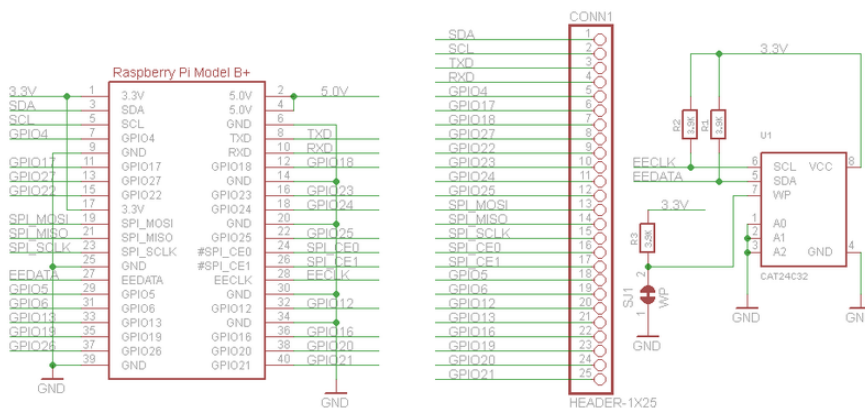 Raspberry Pi Model B+
3.3V 1 3.3V 5.0V 2 5.0V
SDA 3 SDA 5.0V 4
SCL 5 SCL GND 6
GPIO4 7 GPIO4 TXD 8 TXD
9 GND RXD 10 RXD
GPIO17 11 GPIO17 GPIO18 12 GPIO18
GPIO27 13 GPIO27 GND 14
GPIO22 15 GPIO22 GPIO23 16 GPIO23
17 3.3V GPIO24 18 GPIO24
SPI_MOSI 19 SPI_MOSI GND 20
SPI_MISO 21 SPI_MISO GPIO25 22 GPIO25
SPI_SCLK 23 SPI_SCLK #SPI_CE0 24 SPI_CE0
25 GND #SPI_CE1 26 SPI_CE1
EEDATA 27 EEDATA EECLK 28 EECLK
GPIO5 29 GPIO5 GND 30
GPIO6 31 GPIO6 GPIO12 32 GPIO12
GPIO13 33 GPIO13 GND 34
GPIO19 35 GPIO19 GPIO16 36 GPIO16
GPIO26 37 GPIO26 GPIO20 38 GPIO20
39 GND GPIO21 40 GPIO21
GND
GND
CONN1
SDA 1
SCL 2
TXD 3
RXD 4
GPIO4 5
GPIO17 6
GPIO18 7
GPIO27 8
GPIO22 9
GPIO23 10
GPIO24 11
GPIO25 12
SPI_MOSI 13
SPI_MISO 14
SPI_SCLK 15
SPI_CE0 16
SPI_CE1 17
GPIO5 18
GPIO6 19
GPIO12 20
GPIO13 21
GPIO16 22
GPIO19 23
GPIO20 24
GPIO21 25
HEADER-1X25
3.3V
R2 3.9K
R1 3.9K
U1
EECLK 6 SCL VCC 8
EEDATA 5 SDA
7 WP
3.3V
1 A0
2 A1
3 A2 GND 4
CAT24C32
R3 3.9K
2
SJ1 WP
1
GND
GND
GN